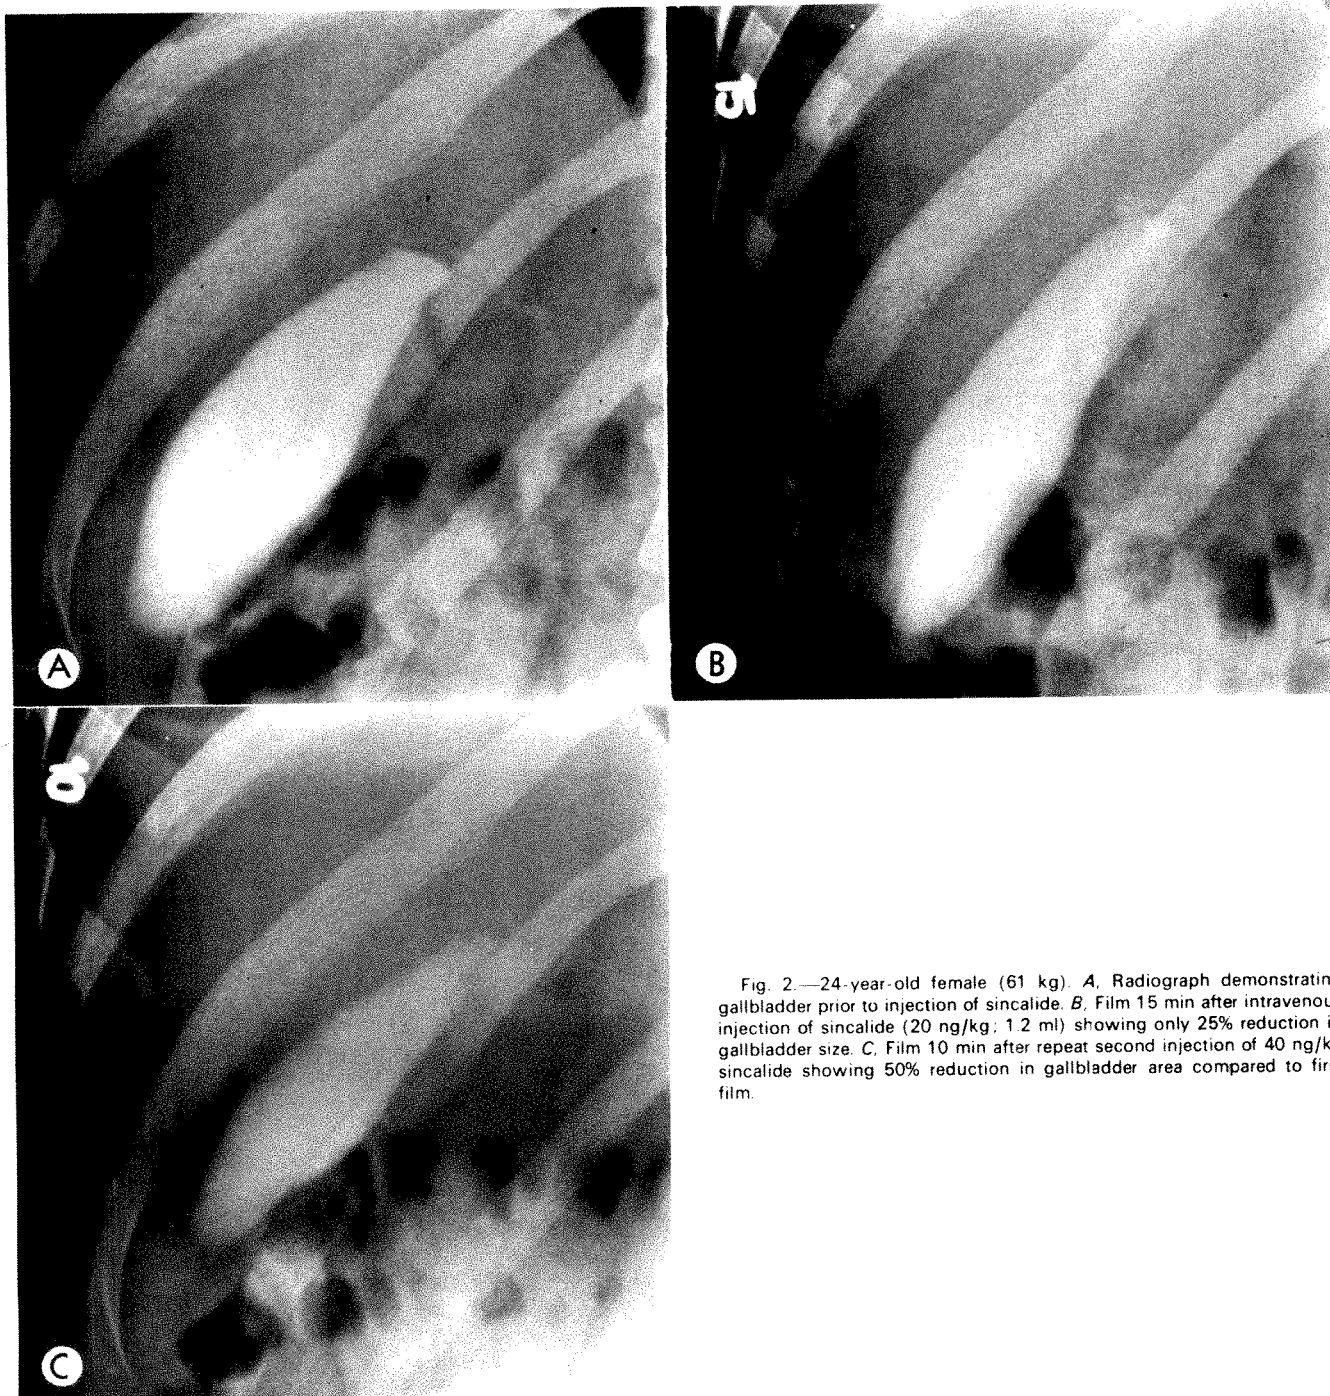 15
A
B
10
C
Fig. 2.—24-year-old female (61 kg). A, Radiograph demonstratin
gallbladder prior to injection of sincalide. B, Film 15 min after intravenou
injection of sincalide (20 ng/kg; 1.2 ml) showing only 25% reduction i
gallbladder size. C, Film 10 min after repeat second injection of 40 ng/k
sincalide showing 50% reduction in gallbladder area compared to fir
film.